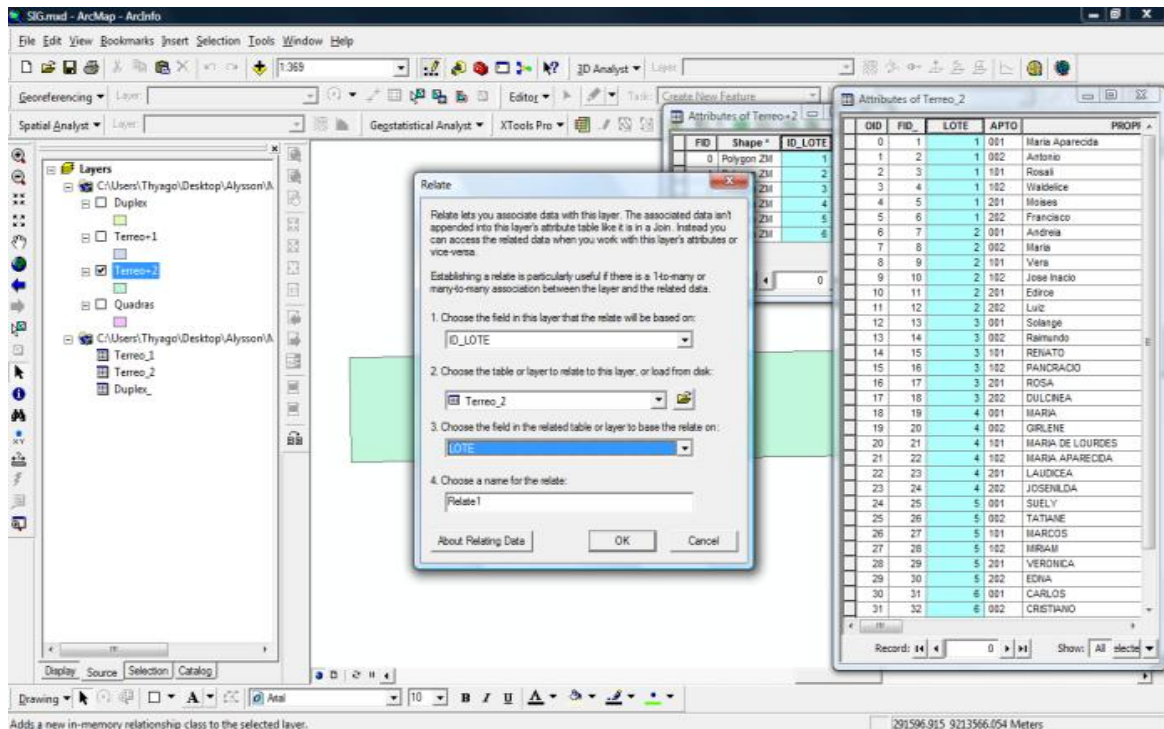 SIG.mxd - ArcMap - ArcInfo
File Edit View Bookmarks Insert Selection Tools Window Help
1:369
3D Analyst
Layer:
Georeferencing
Layer:
Editor
Task:
Create New Feature
Spatial Analyst
Layer:
Geostatistical Analyst
XTools Pro
Layers
C:\Users\Thyago\Desktop\Alysson\A
Duplex
Terreo+1
Terreo+2
Quadras
C:\Users\Thyago\Desktop\Alysson\A
Terreo_1
Terreo_2
Duplex_
Display Source Selection Catalog
Attributes of Terreo+2
FID Shape * ID_LOTE
0 Polygon ZM 1
ZM 2
ZM 3
ZM 4
ZM 5
ZM 6
0
Relate
Relate lets you associate data with this layer. The associated data isn't
appended into this layer's attribute table like it is in a Join. Instead you
can access the related data when you work with this layer's attributes or
vice-versa.
Establishing a relate is particularly useful if there is a 1-to-many or
many-to-many association between the layer and the related data.
1. Choose the field in this layer that the relate will be based on:
ID_LOTE
2. Choose the table or layer to relate to this layer, or load from disk:
Terreo_2
3. Choose the field in the related table or layer to base the relate on:
LOTE
4. Choose a name for the relate:
Relate1
About Relating Data OK Cancel
Attributes of Terreo_2
OID FID_ LOTE APTO PROPI
0 1 1 001 Maria Aparecida
1 2 1 002 Antonio
2 3 1 101 Rosali
3 4 1 102 Waldelice
4 5 1 201 Moises
5 6 1 202 Francisco
6 7 2 001 Andreia
7 8 2 002 Maria
8 9 2 101 Vera
9 10 2 102 Jose Inacio
10 11 2 201 Edirce
11 12 2 202 Luiz
12 13 3 001 Solange
13 14 3 002 Raimundo
14 15 3 101 RENATO
15 16 3 102 PANCRACIO
16 17 3 201 ROSA
17 18 3 202 DULCINEA
18 19 4 001 MARIA
19 20 4 002 GIRLENE
20 21 4 101 MARIA DE LOURDES
21 22 4 102 MARIA APARECIDA
22 23 4 201 LAUDICEA
23 24 4 202 JOSENILDA
24 25 5 001 SUELY
25 26 5 002 TATIANE
26 27 5 101 MARCOS
27 28 5 102 MIRIAM
28 29 5 201 VERONICA
29 30 5 202 EDNA
30 31 6 001 CARLOS
31 32 6 002 CRISTIANO
Record: 0 Show: All electe
Drawing
Arial
10
B I U A
Adds a new in-memory relationship class to the selected layer.
291596.915 9213566.054 Meters